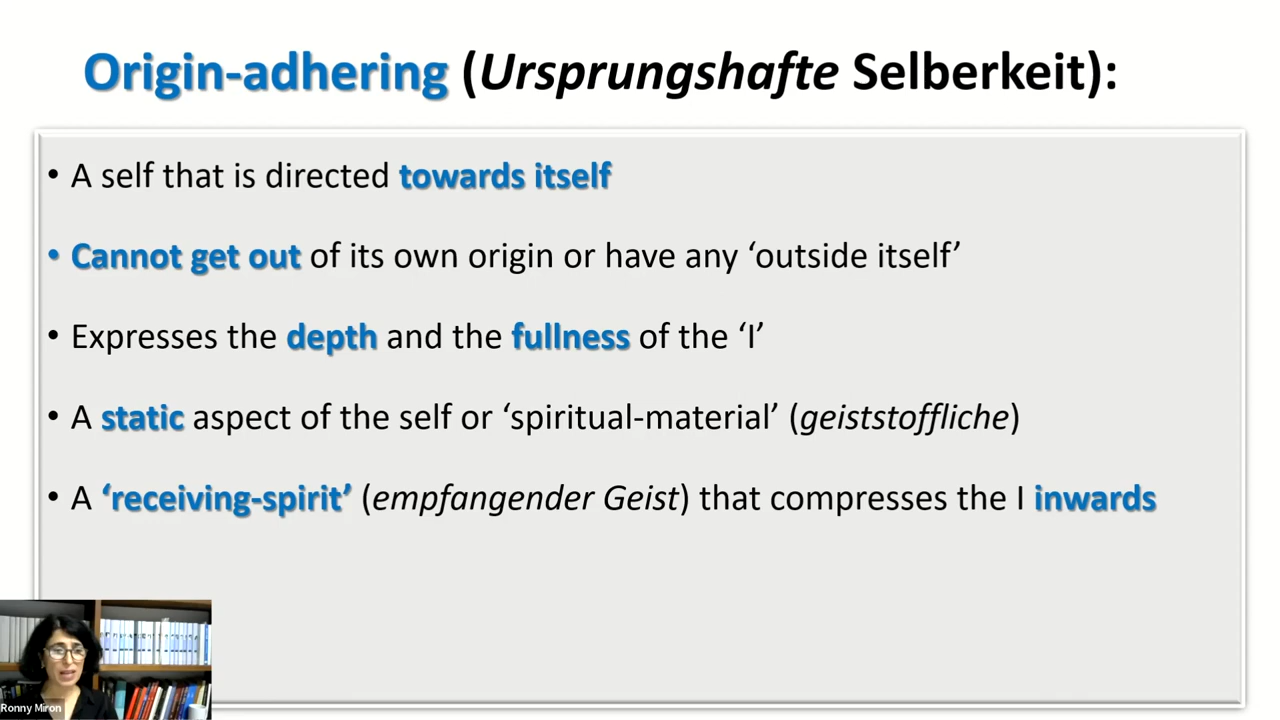 Origin-adhering (Ursprungshafte Selberkeit):
• A self that is directed towards itself
• Cannot get out of its own origin or have any ‘outside itself’
• Expresses the depth and the fullness of the ‘I’
• A static aspect of the self or ‘spiritual-material’ (geiststoffliche)
• A ‘receiving-spirit’ (empfangender Geist) that compresses the I inwards
Ronny Miron